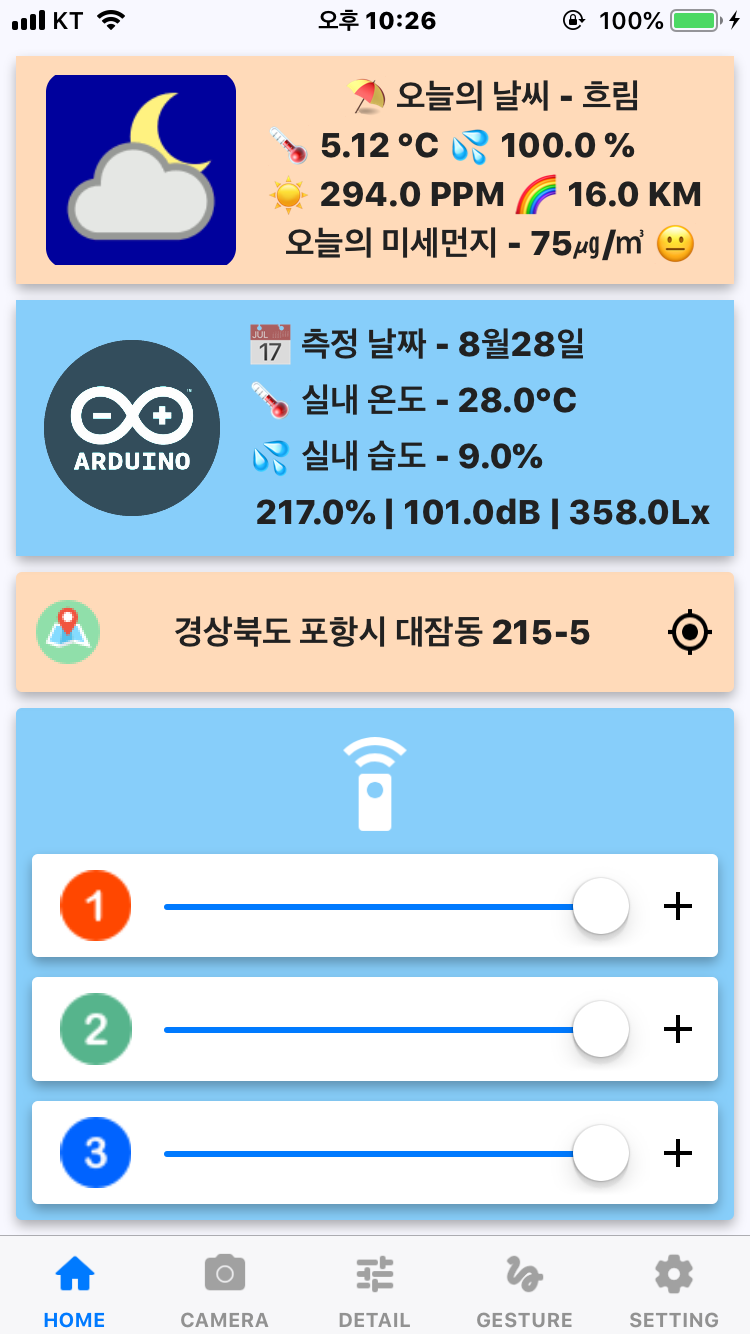 KT 오후 10:26 100%
오늘의 날씨 - 흐림
5.12 °C 100.0 %
294.0 PPM 16.0 KM
오늘의 미세먼지 - 75㎍/㎥
JUL
17
측정 날짜 - 8월28일
실내 온도 - 28.0°C
실내 습도 - 9.0%
ARDUINO
217.0% | 101.0dB | 358.0Lx
경상북도 포항시 대잠동 215-5
1
2
3
HOME CAMERA DETAIL GESTURE SETTING